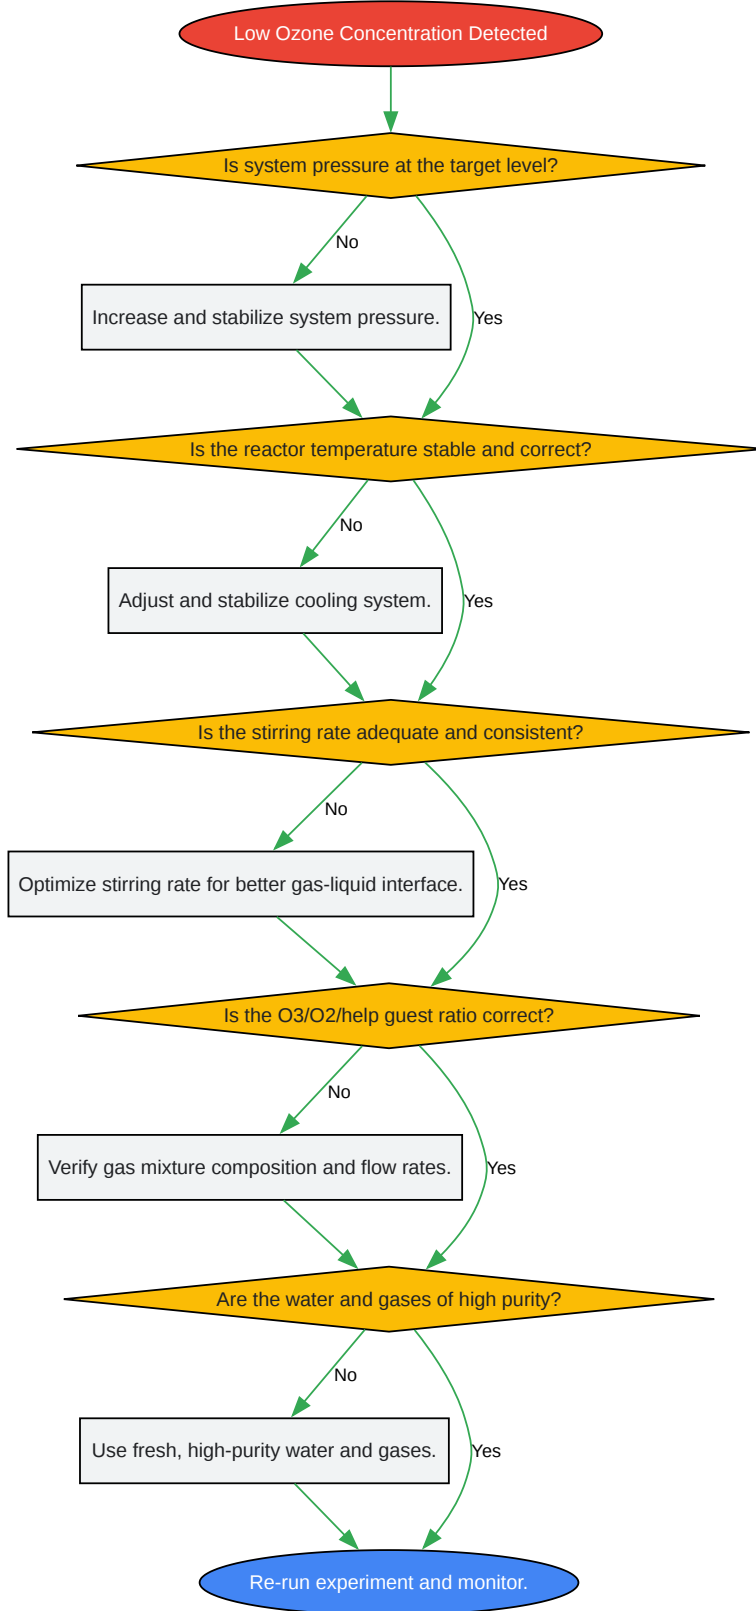 Low Ozone Concentration Detected
Is system pressure at the target level?
No
Increase and stabilize system pressure.
Yes
Is the reactor temperature stable and correct?
No
Adjust and stabilize cooling system.
Yes
Is the stirring rate adequate and consistent?
No
Optimize stirring rate for better gas-liquid interface.
Yes
Is the O3/O2/help guest ratio correct?
No
Verify gas mixture composition and flow rates.
Yes
Are the water and gases of high purity?
No
Use fresh, high-purity water and gases.
Yes
Re-run experiment and monitor.